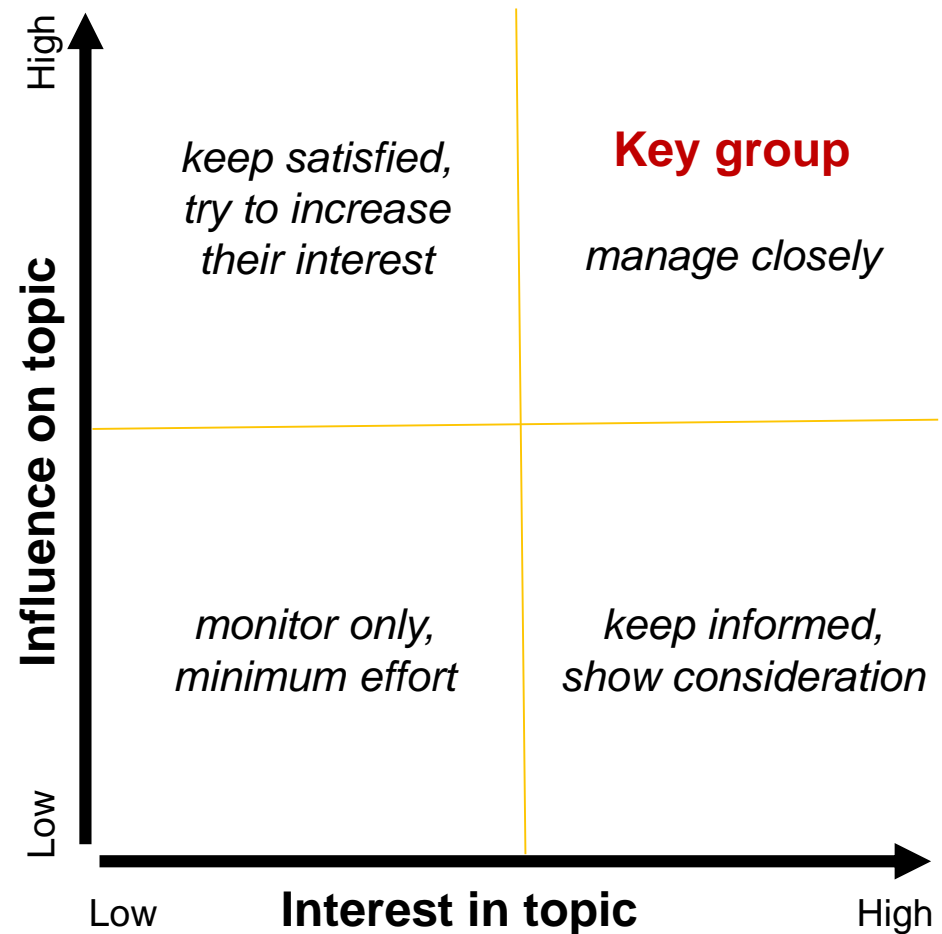 High
keep satisfied,
try to increase
their interest
Key group
manage closely
Influence on topic
monitor only,
minimum effort
keep informed,
show consideration
Low
Low
Interest in topic
High